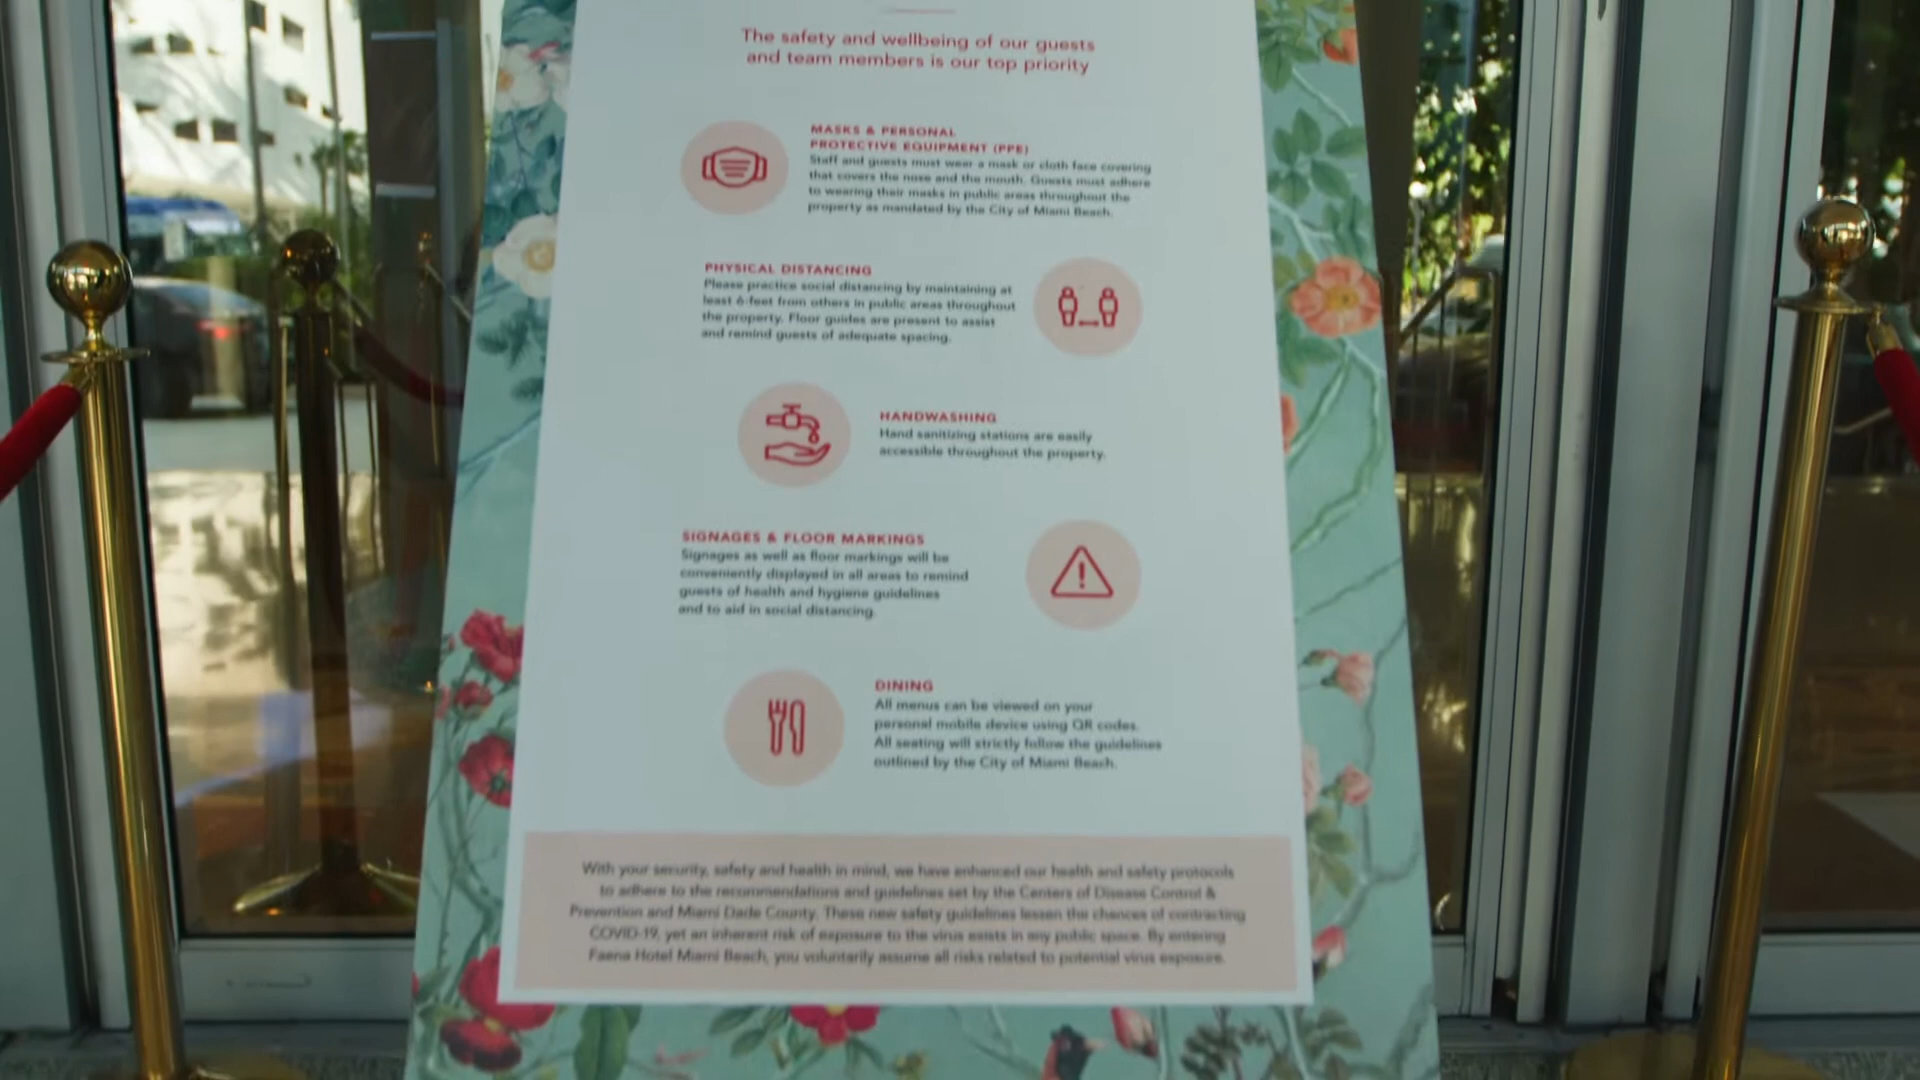 The safety and wellbeing of our guests
and team members is our top priority
MASKS & PERSONAL
PROTECTIVE EQUIPMENT (PPE)
Staff and guests must wear a mask or cloth face covering
that covers the nose and the mouth. Guests must adhere
to wearing their masks in public areas throughout the
property as mandated by the City of Miami Beach.
PHYSICAL DISTANCING
Please practice social distancing by maintaining at
least 6-feet from others in public areas throughout
the property. Floor guides are present to assist
and remind guests of adequate spacing.
HANDWASHING
Hand sanitizing stations are easily
accessible throughout the property.
SIGNAGES & FLOOR MARKINGS
Signages as well as floor markings will be
conveniently displayed in all areas to remind
guests of health and hygiene guidelines
and to aid in social distancing.
DINING
All menus can be viewed on your
personal mobile device using QR codes.
All seating will strictly follow the guidelines
outlined by the City of Miami Beach.
With your security, safety and health in mind, we have enhanced our health and safety protocols
to adhere to the recommendations and guidelines set by the Centers of Disease Control &
Prevention and Miami Dade County. These new safety guidelines lessen the chances of contracting
COVID-19, yet an inherent risk of exposure to the virus exists in any public space. By entering
Faena Hotel Miami Beach, you voluntarily assume all risks related to potential virus exposure.